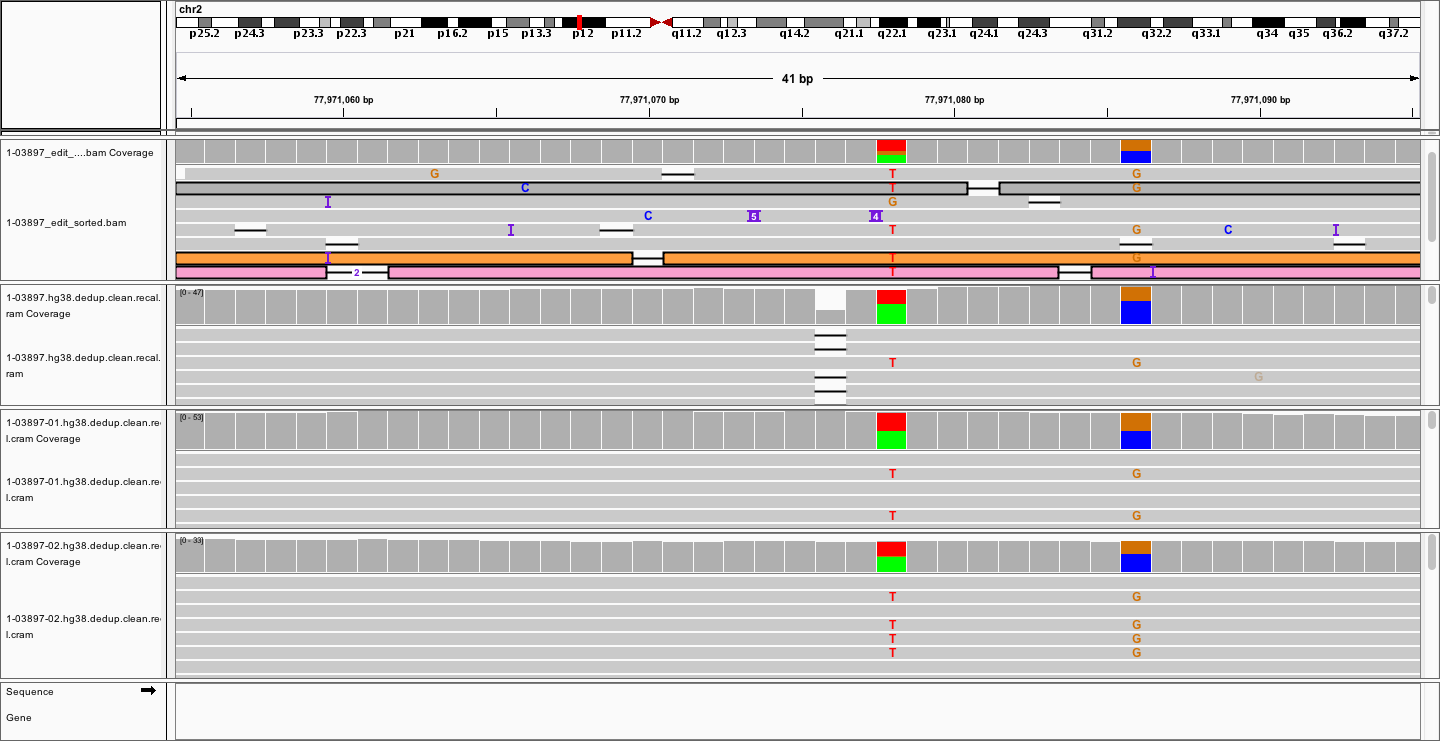 chr2
p25.2 p24.3 p23.3 p22.3 p21 p16.2 p15 p13.3 p12 p11.2 q11.2 q12.3 q14.2 q21.1 q22.1 q23.1 q24.1 q24.3 q31.2 q32.2 q33.1 q34 q35 q36.2 q37.2
41 bp
77,971,060 bp 77,971,070 bp 77,971,080 bp 77,971,090 bp
1-03897_edit_....bam Coverage
1-03897_edit_sorted.bam
G T G
C T G
I G
C 5 4
I T G C I
I G
2 T I
1-03897.hg38.dedup.clean.recal.
ram Coverage
[0 - 47]
1-03897.hg38.dedup.clean.recal.
ram
T G
G
1-03897-01.hg38.dedup.clean.re
l.cram Coverage
[0 - 53]
1-03897-01.hg38.dedup.clean.re
l.cram
T G
T G
1-03897-02.hg38.dedup.clean.re
l.cram Coverage
[0 - 33]
1-03897-02.hg38.dedup.clean.re
l.cram
T G
T G
T G
T G
Sequence
Gene